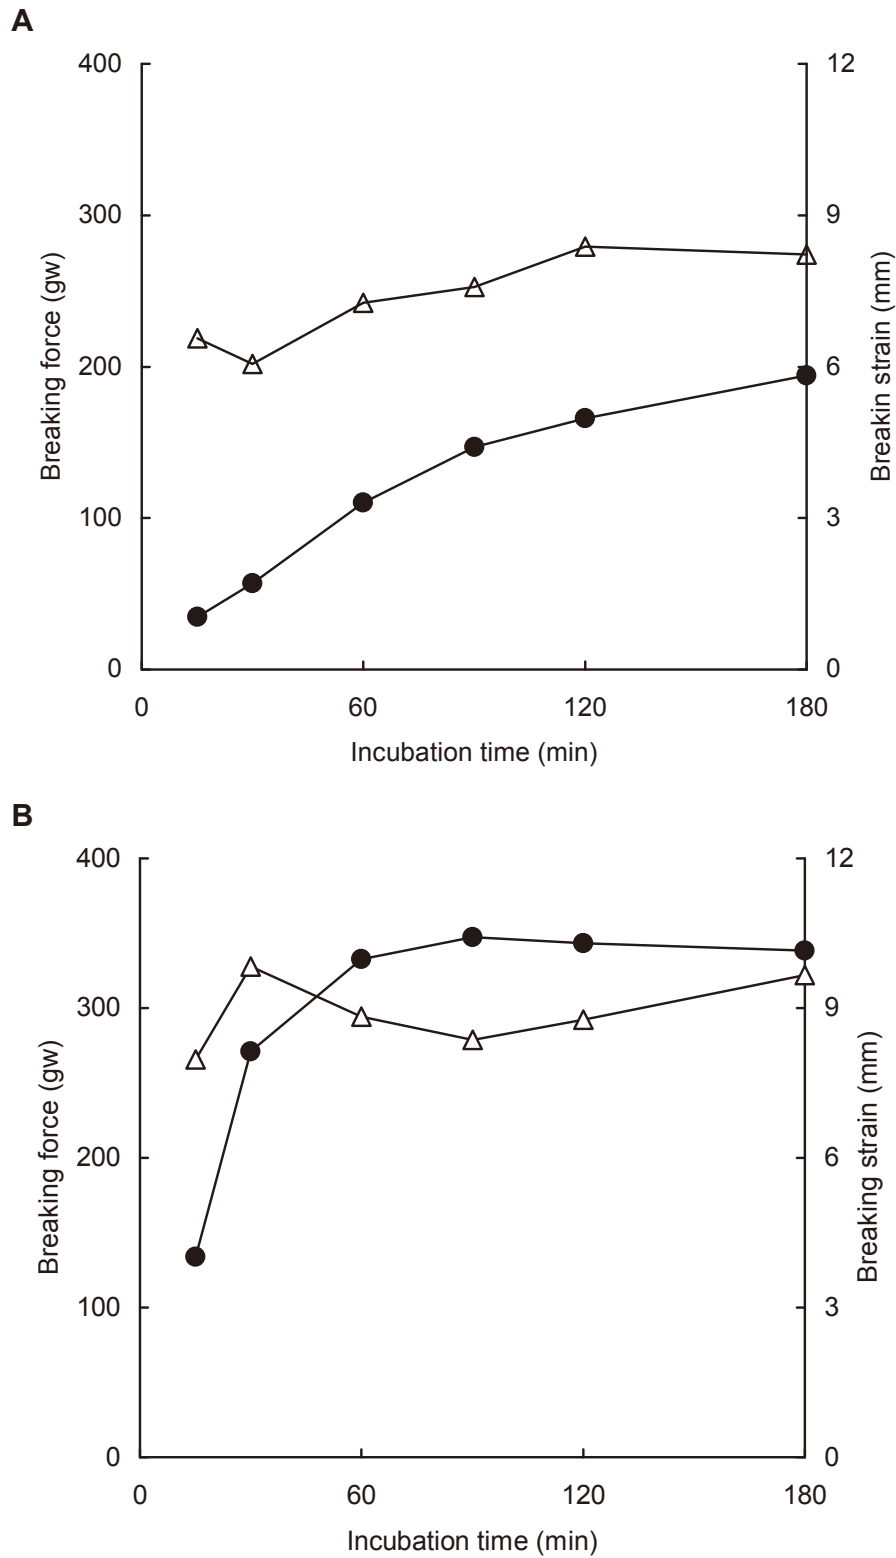 A
400
300
200
100
0
Breaking force (gw)
12
9
6
3
0
Breakin strain (mm)
0 60 120 180
Incubation time (min)
B
400
300
200
100
0
Breaking force (gw)
12
9
6
3
0
Breaking strain (mm)
0 60 120 180
Incubation time (min)